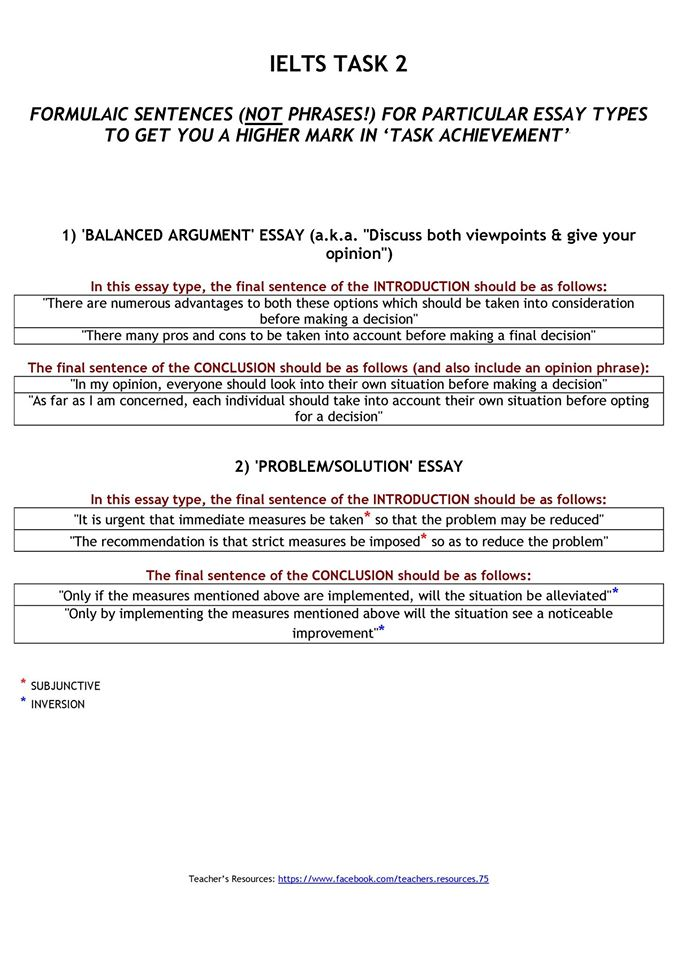 IELTS TASK 2
FORMULAIC SENTENCES (NOT PHRASES!) FOR PARTICULAR ESSAY TYPES
TO GET YOU A HIGHER MARK IN ‘TASK ACHIEVEMENT’
1) 'BALANCED ARGUMENT' ESSAY (a.k.a. "Discuss both viewpoints & give your
opinion")
In this essay type, the final sentence of the INTRODUCTION should be as follows:
"There are numerous advantages to both these options which should be taken into consideration
before making a decision"
"There many pros and cons to be taken into account before making a final decision"
The final sentence of the CONCLUSION should be as follows (and also include an opinion phrase):
"In my opinion, everyone should look into their own situation before making a decision"
"As far as I am concerned, each individual should take into account their own situation before opting
for a decision"
2) 'PROBLEM/SOLUTION' ESSAY
In this essay type, the final sentence of the INTRODUCTION should be as follows:
"It is urgent that immediate measures be taken* so that the problem may be reduced"
"The recommendation is that strict measures be imposed* so as to reduce the problem"
The final sentence of the CONCLUSION should be as follows:
"Only if the measures mentioned above are implemented, will the situation be alleviated"*
"Only by implementing the measures mentioned above will the situation see a noticeable
improvement"*
* SUBJUNCTIVE
* INVERSION
Teacher’s Resources: https://www.facebook.com/teachers.resources.75